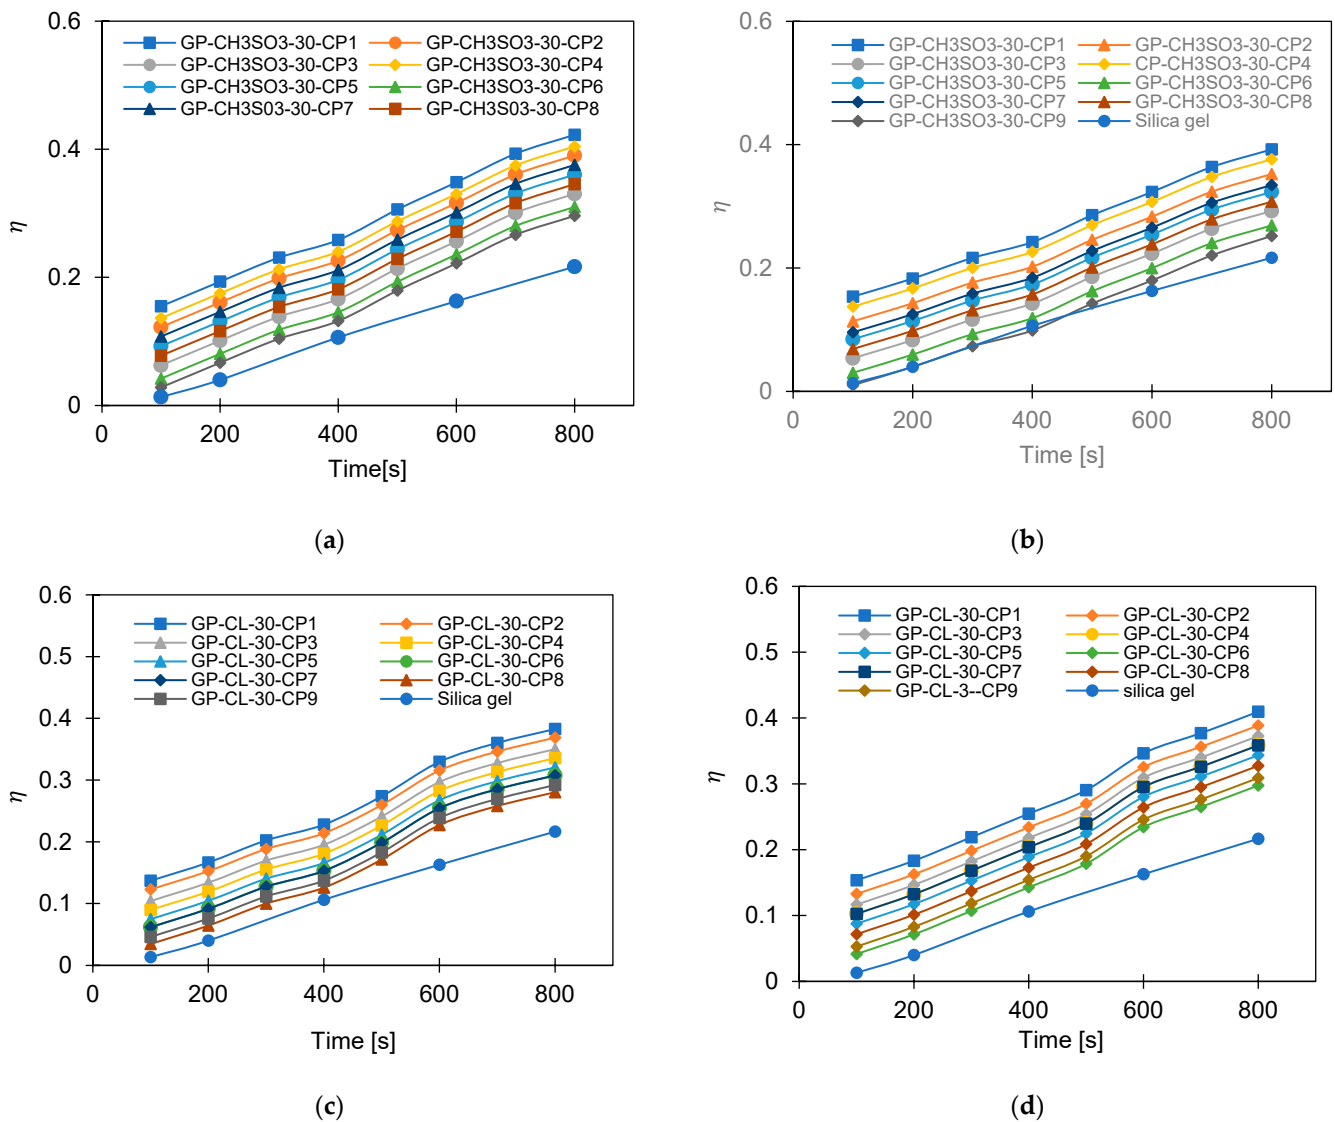 0.6
GP-CH3SO3-30-CP1 GP-CH3SO3-30-CP2
GP-CH3SO3-30-CP3 GP-CH3SO3-30-CP4
GP-CH3SO3-30-CP5 GP-CH3SO3-30-CP6
GP-CH3S03-30-CP7 GP-CH3S03-30-CP8
0.4
η
0.2
0
0 200 400 600 800
Time[s]
(a)
0.6
GP-CH3SO3-30-CP1 GP-CH3SO3-30-CP2
GP-CH3SO3-30-CP3 CP-CH3SO3-30-CP4
GP-CH3SO3-30-CP5 GP-CH3SO3-30-CP6
GP-CH3SO3-30-CP7 GP-CH3SO3-30-CP8
GP-CH3SO3-30-CP9 Silica gel
0.4
η
0.2
0
0 200 400 600 800
Time [s]
(b)
0.6
GP-CL-30-CP1 GP-CL-30-CP2
GP-CL-30-CP3 GP-CL-30-CP4
GP-CL-30-CP5 GP-CL-30-CP6
GP-CL-30-CP7 GP-CL-30-CP8
GP-CL-30-CP9 Silica gel
0.5
0.4
0.3
η
0.2
0.1
0
0 200 400 600 800
Time [s]
(c)
0.6
GP-CL-30-CP1 GP-CL-30-CP2
GP-CL-30-CP3 GP-CL-30-CP4
GP-CL-30-CP5 GP-CL-30-CP6
GP-CL-30-CP7 GP-CL-30-CP8
GP-CL-3--CP9 silica gel
0.5
0.4
0.3
η
0.2
0.1
0
0 200 400 600 800
Time [s]
(d)